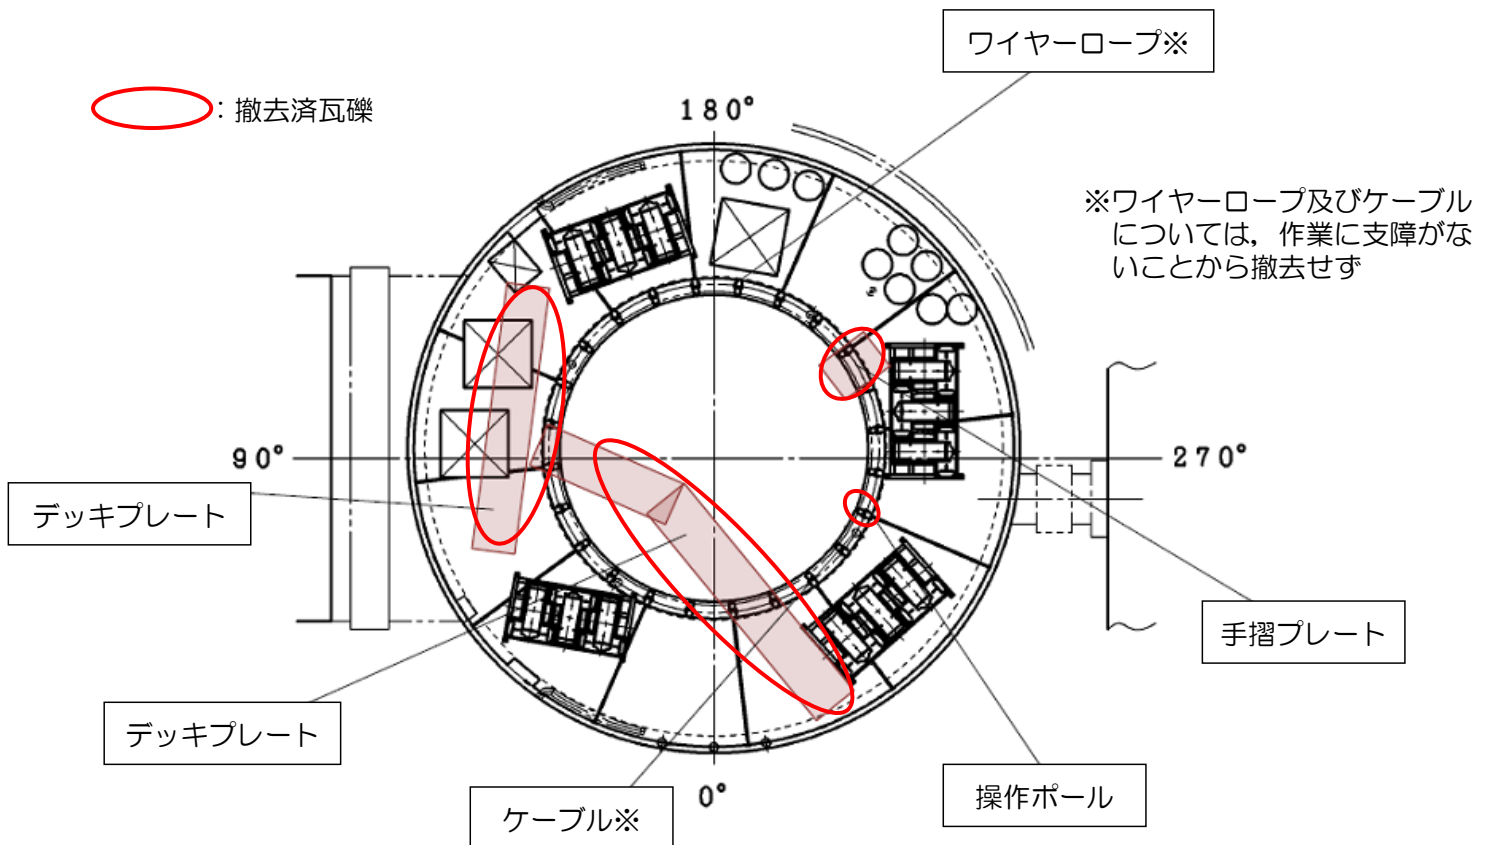 ワイヤーロープ※
：撤去済瓦礫
180°
※ワイヤーロープ及びケーブル
については，作業に支障がな
いことから撤去せず
90°
270°
デッキプレート
手摺プレート
デッキプレート
操作ポール
ケーブル※
0°